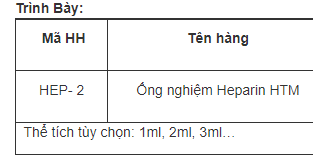 Trình Bày:
Mã HH Tên hàng
HEP- 2 Ống nghiệm Heparin HTM
Thể tích tùy chọn: 1ml, 2ml, 3ml…